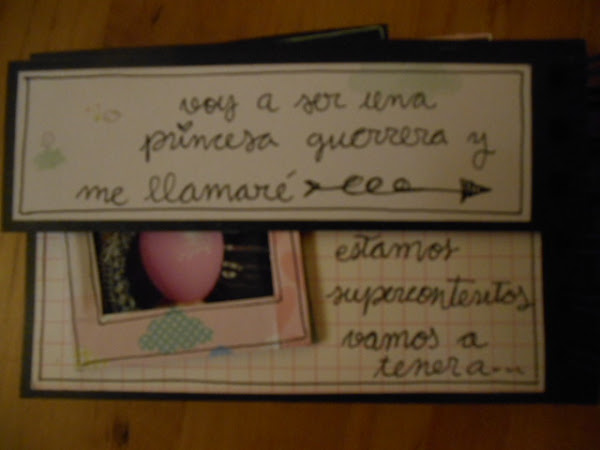 voy a ser una
princesa guerrera y
me llamaré
estamos
supercontentos
vamos a
tener a...